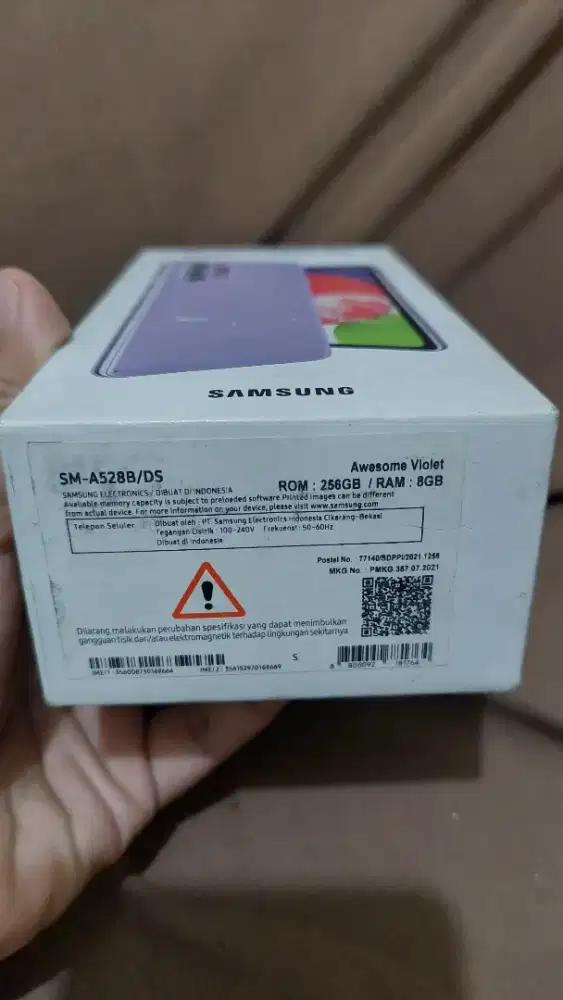 SAMSUNG
SM-A528B/DS
Awesome Violet
SAMSUNG ELECTRONICS / DIBUAT DI INDONESIA
ROM : 256GB / RAM : 8GB
Available memory capacity is subject to preloaded software. Printed images can be different
from actual device. For more information on your device, please visit www.samsung.com
Telepon Seluler
Dibuat oleh : PT. Samsung Electronics Indonesia Cikarang-Bekasi
Tegangan Listrik : 100-240V Frekuensi : 50-60Hz
Dibuat di Indonesia
Postel No. : 77140/SDPPI/2021 1258
MKG No. : PMKG.387.07.2021
Dilarang melakukan perubahan spesifikasi yang dapat menimbulkan
gangguan fisik dan/atau elektromagnetik terhadap lingkungan sekitarnya
S
IMEI1 :
IMEI2 :